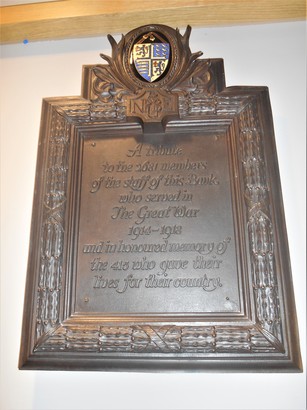 A tribute
to the 2681 members
of the staff of this Bank
who served in
The Great War
1914–1918
and in honoured memory of
the 415 who gave their
lives for their country.